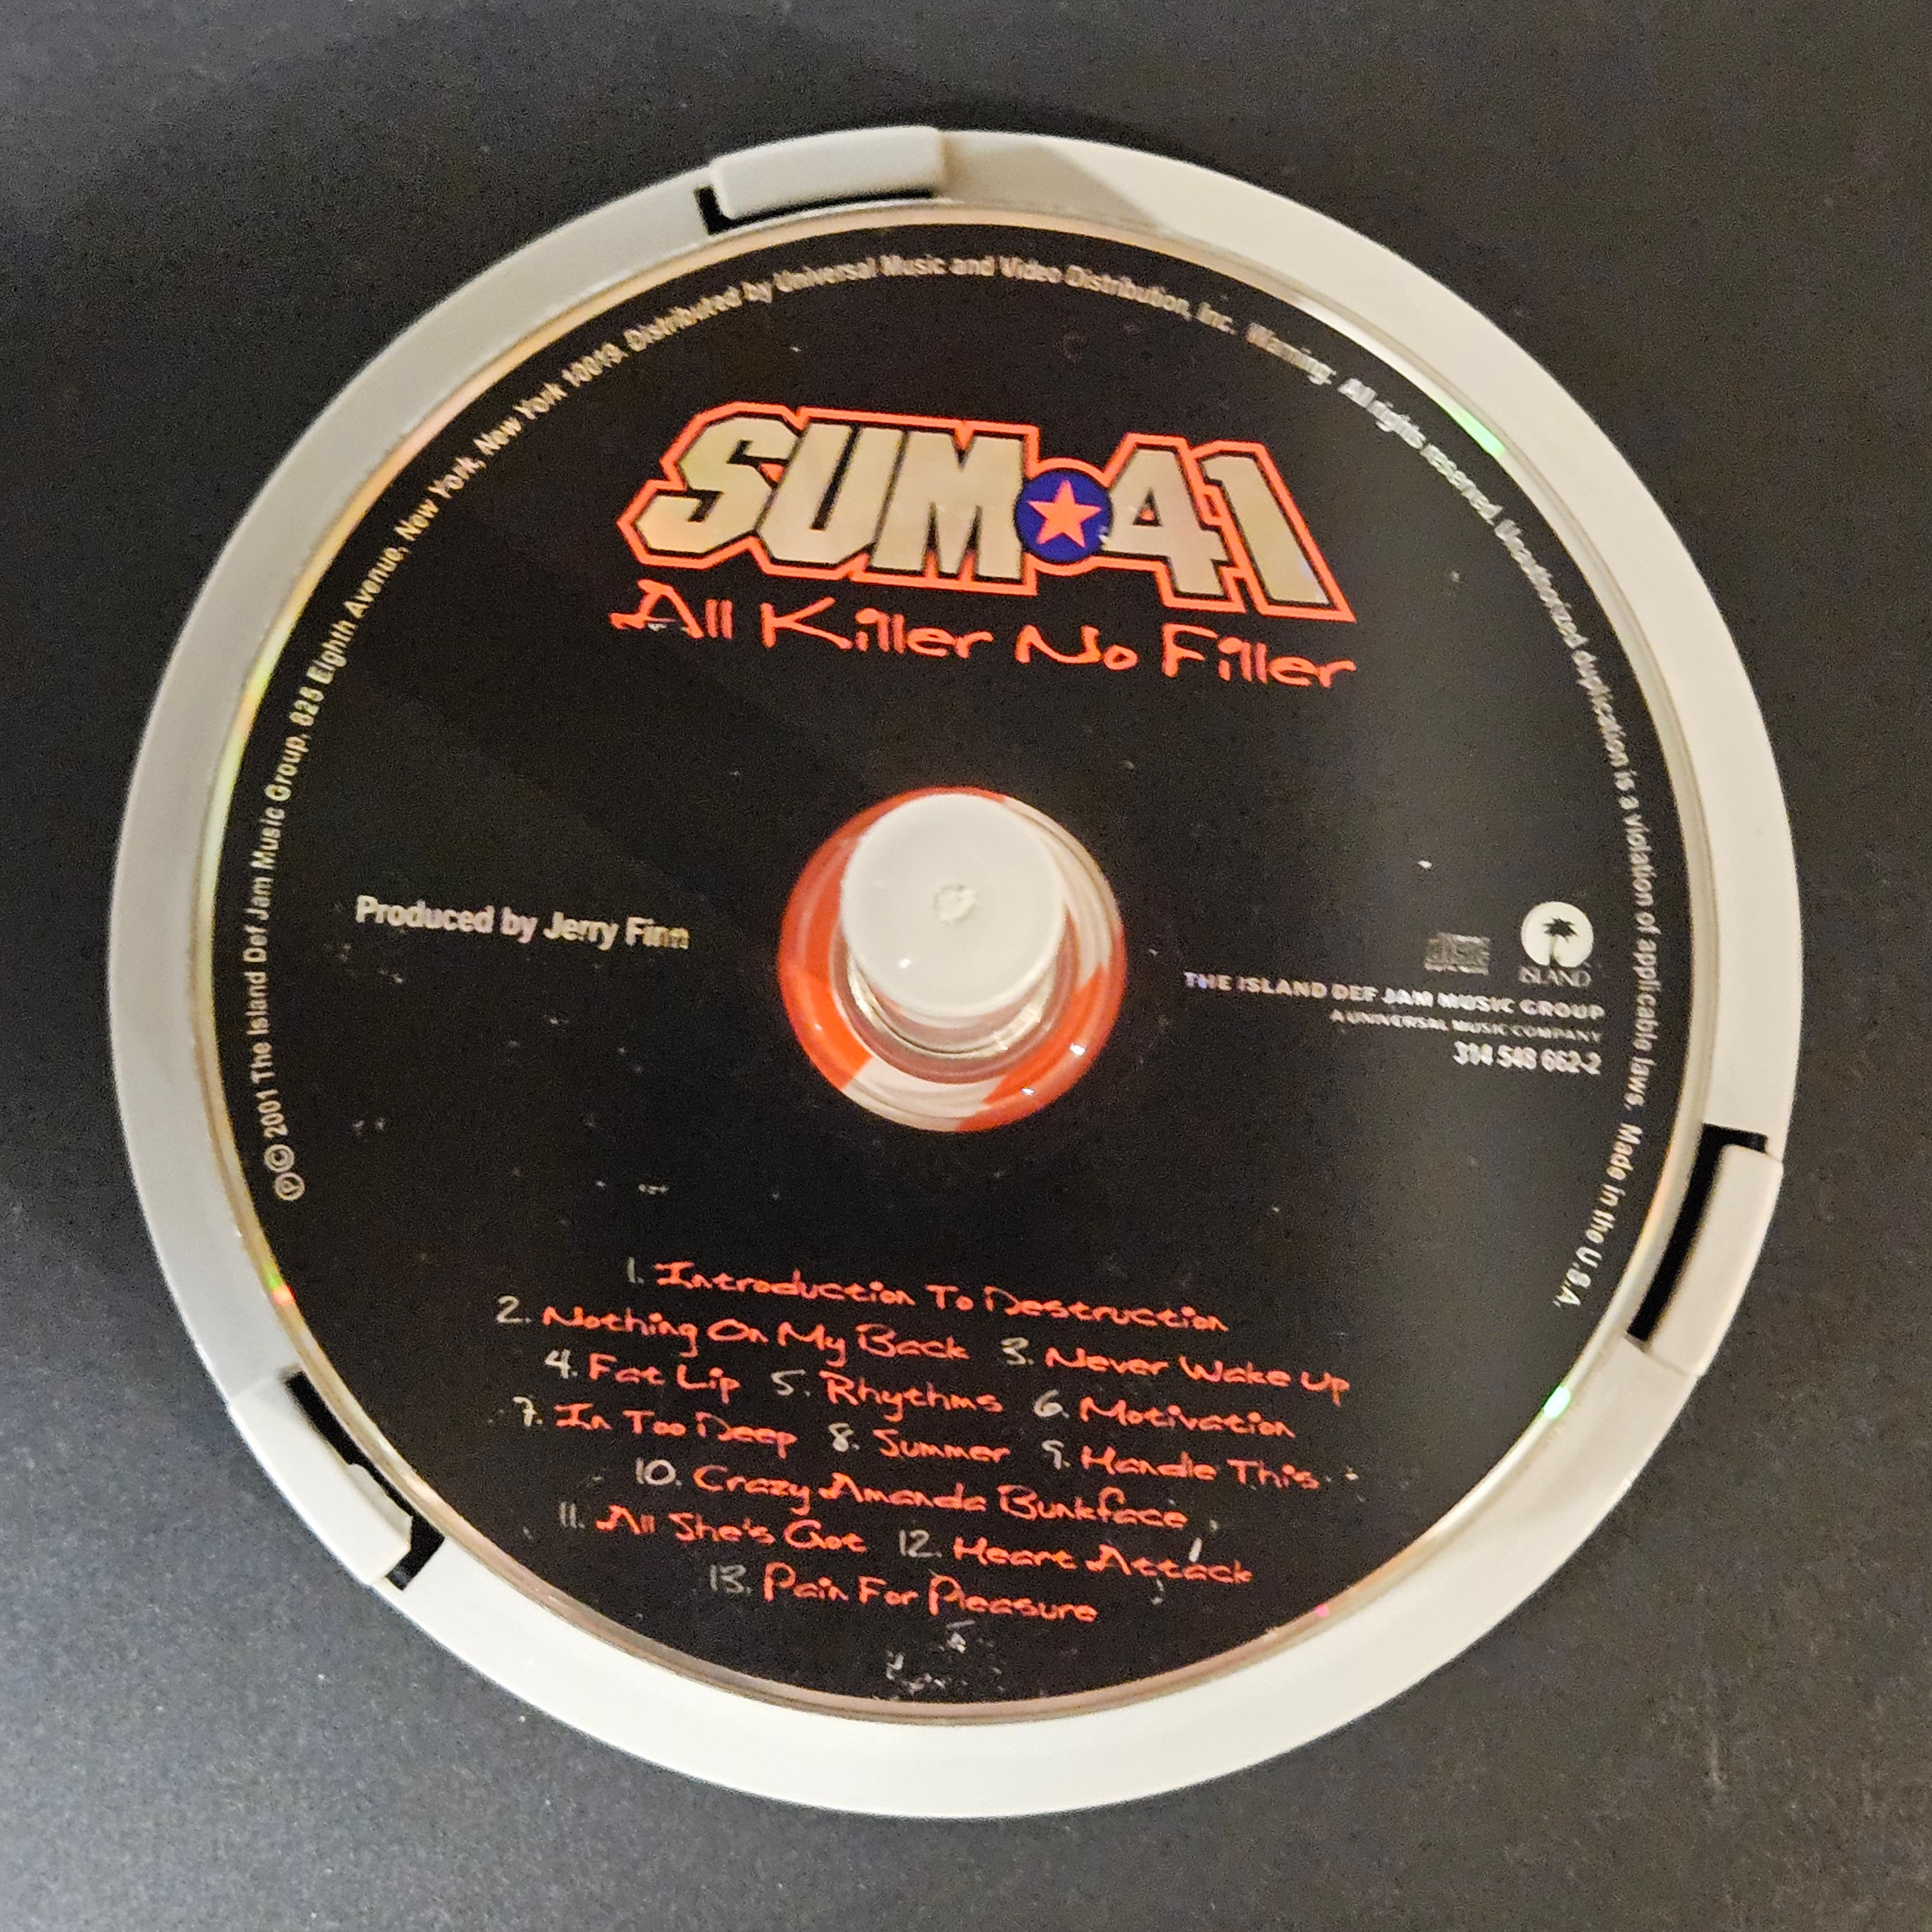 ℗© 2001 The Island Def Jam Music Group, 825 Eighth Avenue, New York, New York 10019. Distributed by Universal Music and Video Distribution, Inc. Warning: All rights reserved. Unauthorized duplication is a violation of applicable laws. Made in the U.S.A.
SUM 41
All Killer No Filler
Produced by Jerry Finn
ISLAND
THE ISLAND DEF JAM MUSIC GROUP
A UNIVERSAL MUSIC COMPANY
314 548 662-2
1. Introduction To Destruction
2. Nothing On My Back 3. Never Wake Up
4. Fat Lip 5. Rhythms 6. Motivation
7. In Too Deep 8. Summer 9. Handle This
10. Crazy Amanda Bunkface
11. All She's Got 12. Heart Attack
13. Pain For Pleasure